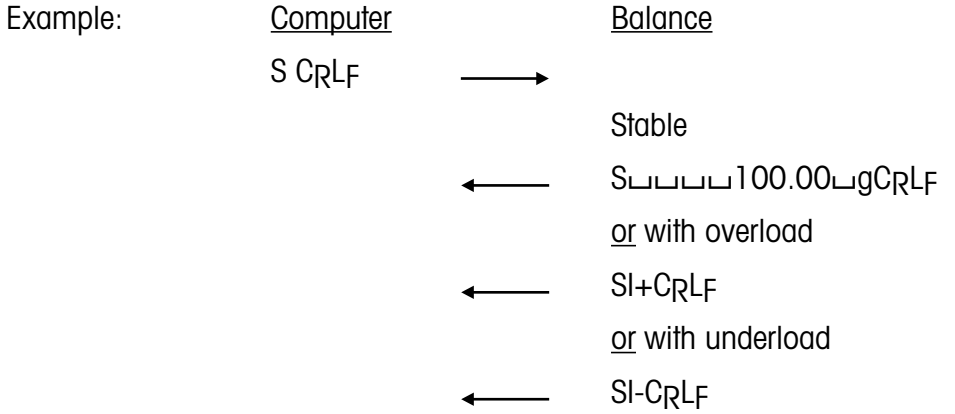 Example: Computer Balance
S CRLF ⟶
Stable
⟵ S␣␣␣␣100.00␣gCRLF
or with overload
⟵ SI+CRLF
or with underload
⟵ SI-CRLF